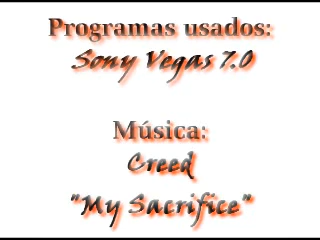 Programas usados:
Sony Vegas 7.0
Música:
Creed
"My Sacrifice"